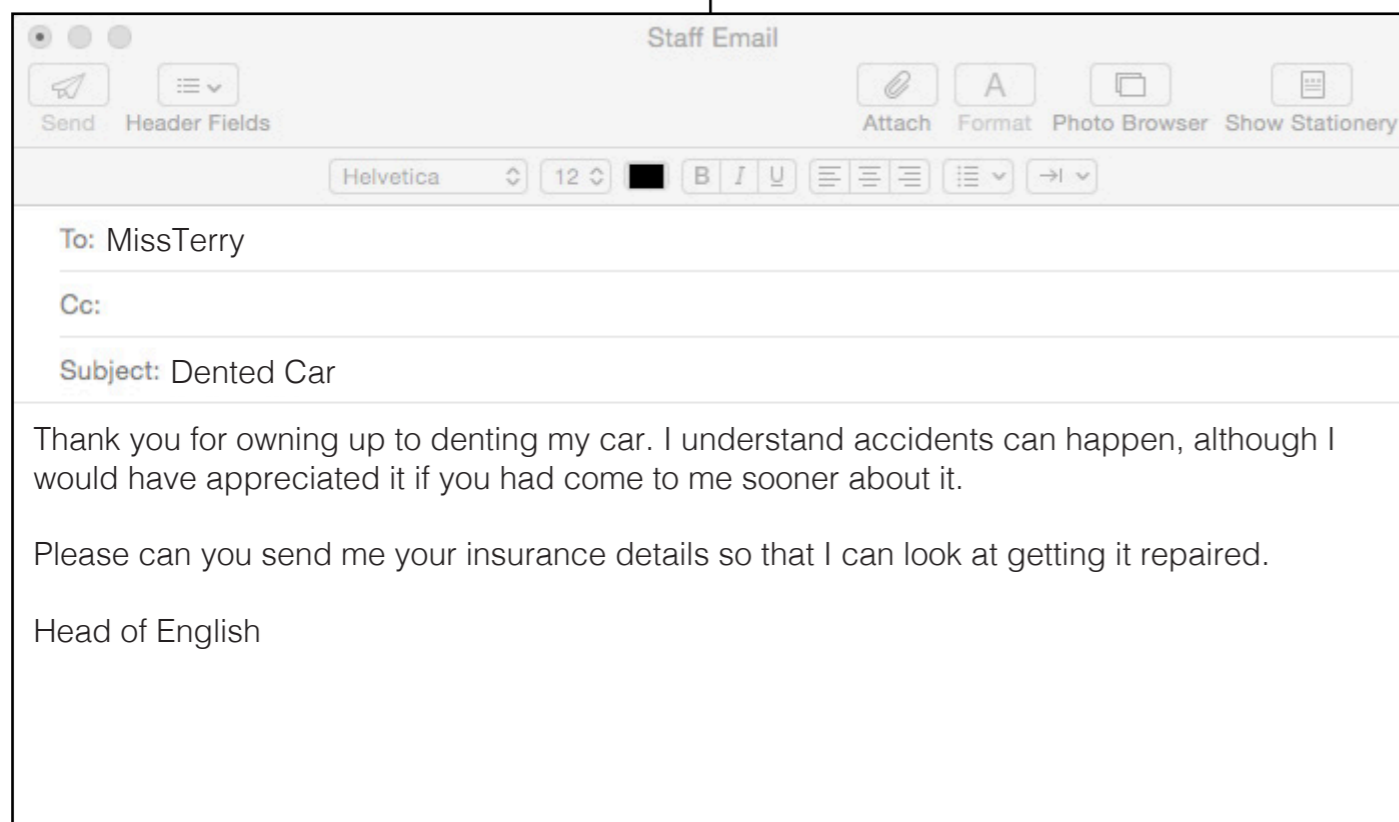 Staff Email
Send Header Fields Attach Format Photo Browser Show Stationery
Helvetica 12 B I U
To: MissTerry
Cc:
Subject: Dented Car
Thank you for owning up to denting my car. I understand accidents can happen, although I
would have appreciated it if you had come to me sooner about it.
Please can you send me your insurance details so that I can look at getting it repaired.
Head of English